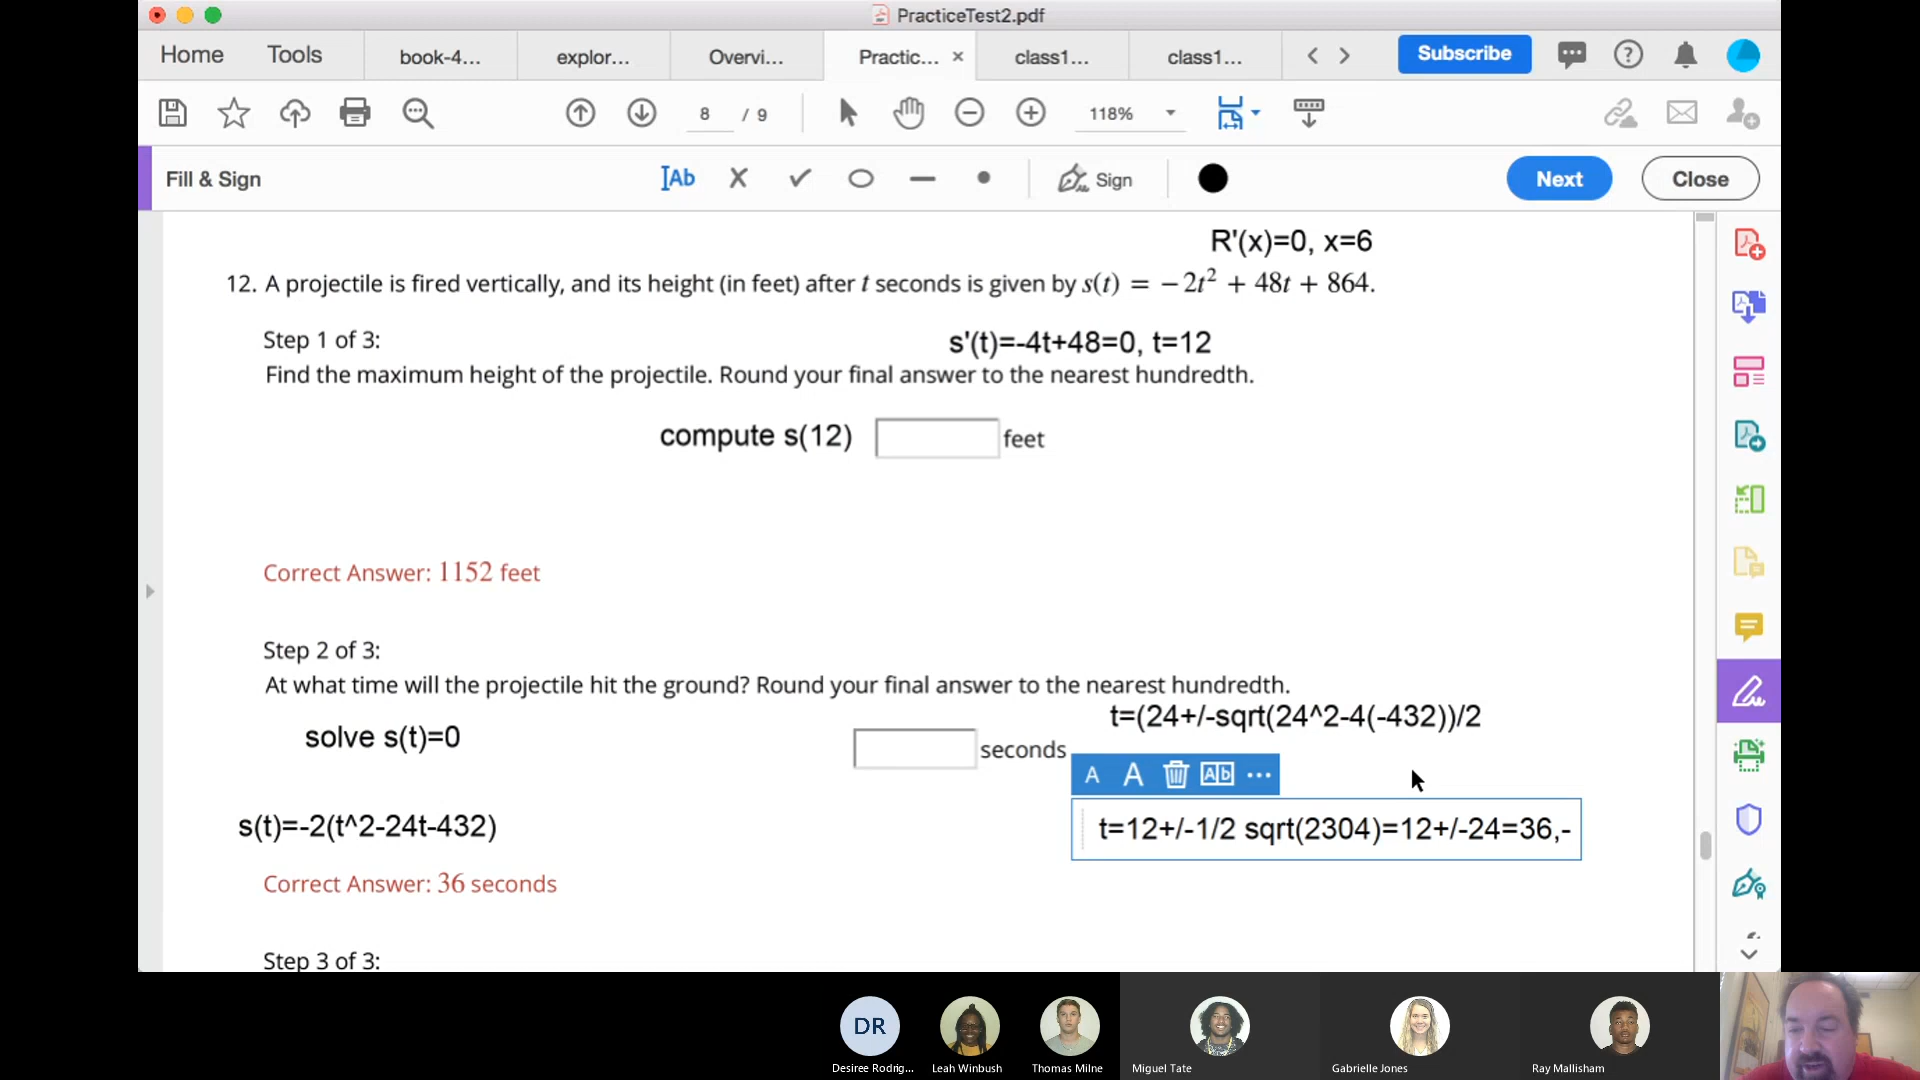 PracticeTest2.pdf
Home Tools book-4... explor... Overvi... Practic... × class1... class1... Subscribe
8 / 9 118%
Fill & Sign Ab Sign Next Close
R'(x)=0, x=6
12. A projectile is fired vertically, and its height (in feet) after t seconds is given by s(t) = −2t² + 48t + 864.
Step 1 of 3:
s'(t)=-4t+48=0, t=12
Find the maximum height of the projectile. Round your final answer to the nearest hundredth.
compute s(12) feet
Correct Answer: 1152 feet
Step 2 of 3:
At what time will the projectile hit the ground? Round your final answer to the nearest hundredth.
t=(24+/-sqrt(24^2-4(-432))/2
solve s(t)=0
seconds
A A Ab ...
s(t)=-2(t^2-24t-432)
t=12+/-1/2 sqrt(2304)=12+/-24=36,-
Correct Answer: 36 seconds
Step 3 of 3:
DR
Desiree Rodrig... Leah Winbush Thomas Milne Miguel Tate Gabrielle Jones Ray Mallisham